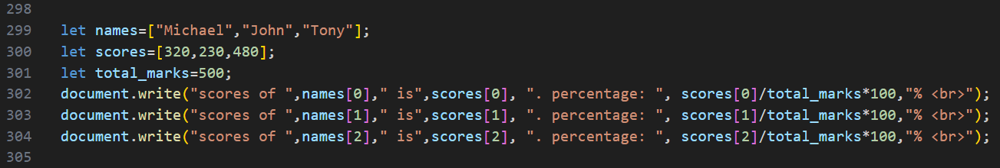 298
299 let names=["Michael","John","Tony"];
300 let scores=[320,230,480];
301 let total_marks=500;
302 document.write("scores of ",names[0]," is",scores[0], ". percentage: ", scores[0]/total_marks*100,"% <br>");
303 document.write("scores of ",names[1]," is",scores[1], ". percentage: ", scores[1]/total_marks*100,"% <br>");
304 document.write("scores of ",names[2]," is",scores[2], ". percentage: ", scores[2]/total_marks*100,"% <br>");
305